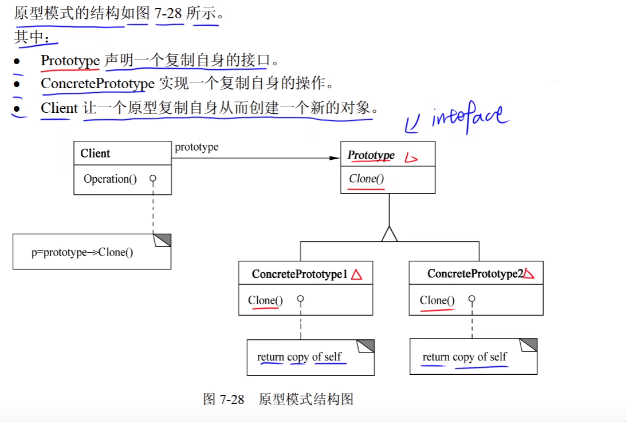 原型模式的结构如图 7-28 所示。
其中:
• Prototype 声明一个复制自身的接口。
• ConcretePrototype 实现一个复制自身的操作。
• Client 让一个原型复制自身从而创建一个新的对象。
inteoface
Client
prototype
Prototype
Operation()
Clone()
p=prototype→Clone()
ConcretePrototype1
ConcretePrototype2
Clone()
Clone()
return copy of self
return copy of self
图 7-28 原型模式结构图